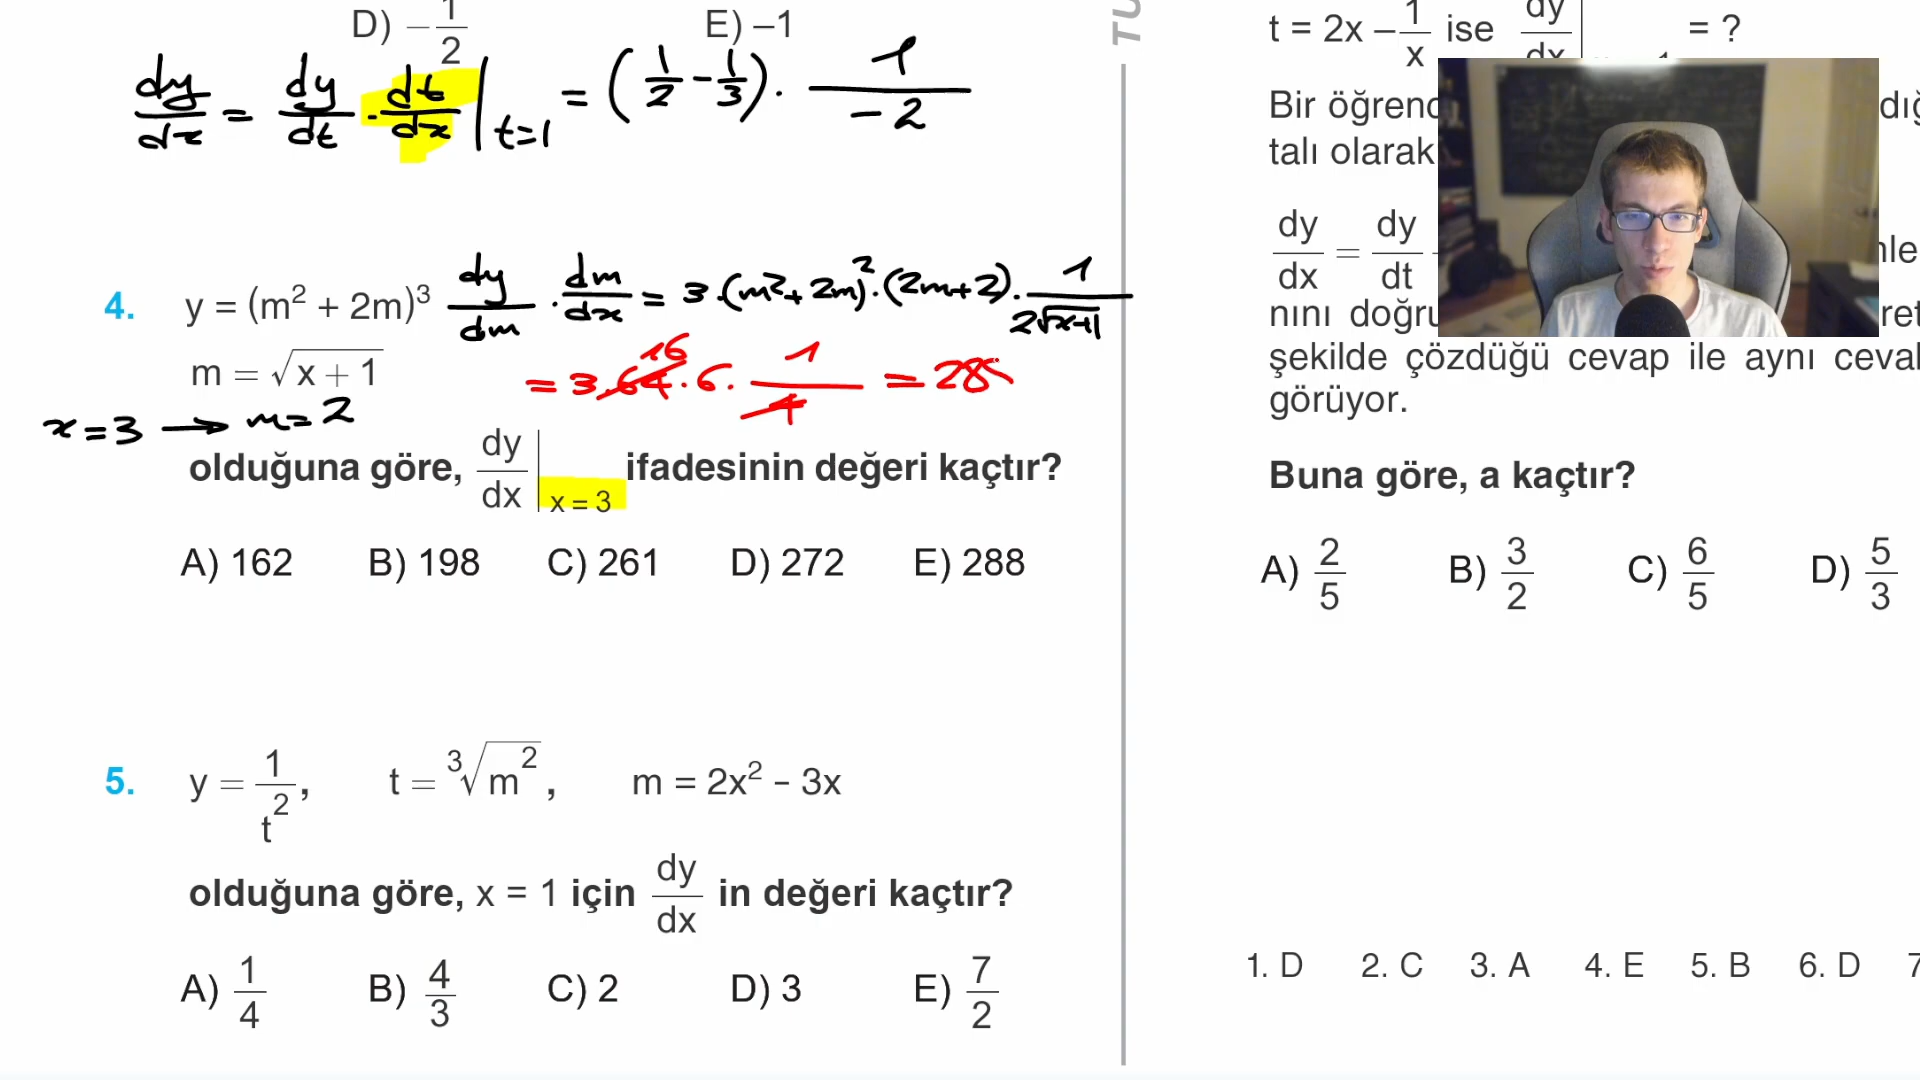 D) −1/2 E) −1
dy/dx = dy/dt · dt/dx |t=1 = (1/2 − 1/3) · 1/−2
4. y = (m² + 2m)³ dy/dm · dm/dx = 3·(m²+2m)²·(2m+2)·1/2√x+1
m = √x + 1 = 3.64.6. 1/4 = 288
16
x=3 → m=2
olduğuna göre, dy/dx |x = 3 ifadesinin değeri kaçtır?
A) 162 B) 198 C) 261 D) 272 E) 288
5. y = 1/t², t = ³√m², m = 2x² − 3x
olduğuna göre, x = 1 için dy/dx in değeri kaçtır?
A) 1/4 B) 4/3 C) 2 D) 3 E) 7/2
TU
t = 2x − 1/x ise dy/dx = ?
Bir
talı olarak
dy/dx = dy/dt
nını
şekilde çözdüğü cevap ile aynı
görüyor.
Buna göre, a kaçtır?
A) 2/5 B) 3/2 C) 6/5 D) 5/3
1. D 2. C 3. A 4. E 5. B 6. D 7